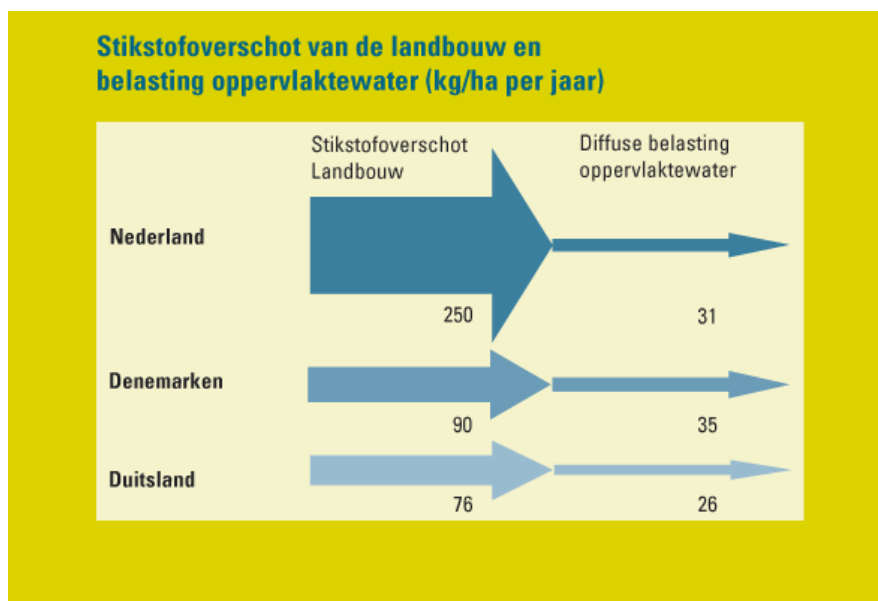 Stikstofoverschot van de landbouw en
belasting oppervlaktewater (kg/ha per jaar)
Stikstofoverschot
Landbouw
Diffuse belasting
oppervlaktewater
Nederland
250
31
Denemarken
90
35
Duitsland
76
26